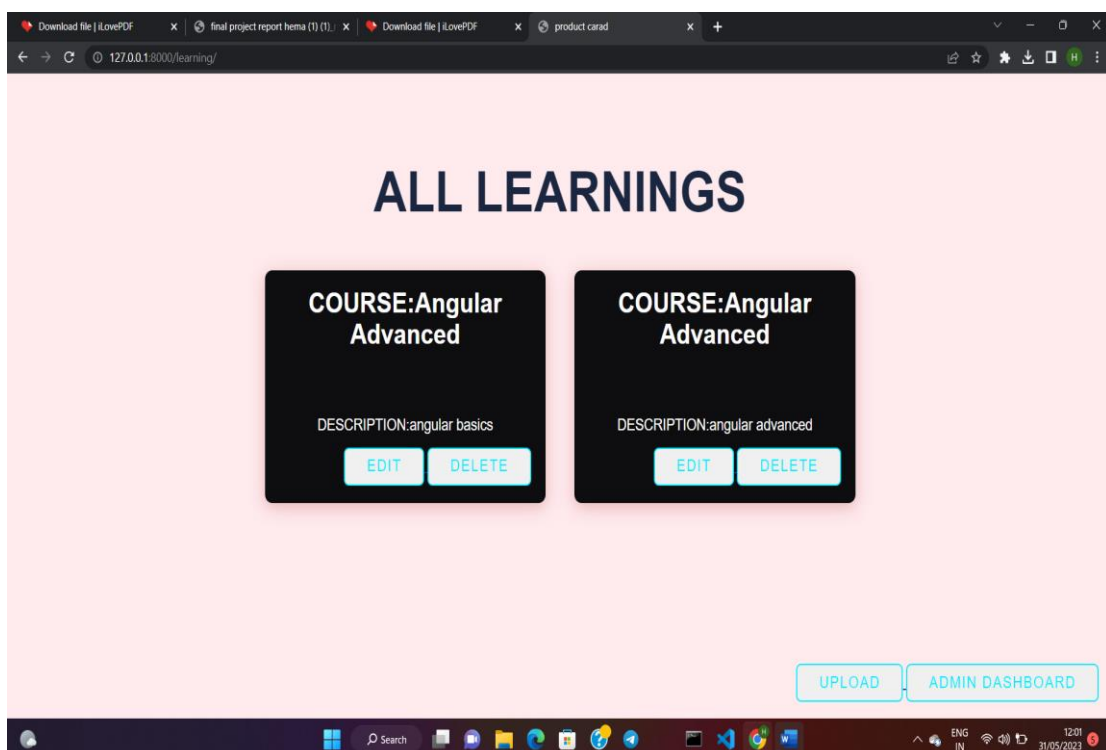 Download file | iLovePDF
final project report hema (1) (1)
Download file | iLovePDF
product carad
127.0.0.1:8000/learning/
H
ALL LEARNINGS
COURSE:Angular
Advanced
DESCRIPTION:angular basics
EDIT DELETE
COURSE:Angular
Advanced
DESCRIPTION:angular advanced
EDIT DELETE
UPLOAD ADMIN DASHBOARD
Search
ENG
IN
12:01
31/05/2023